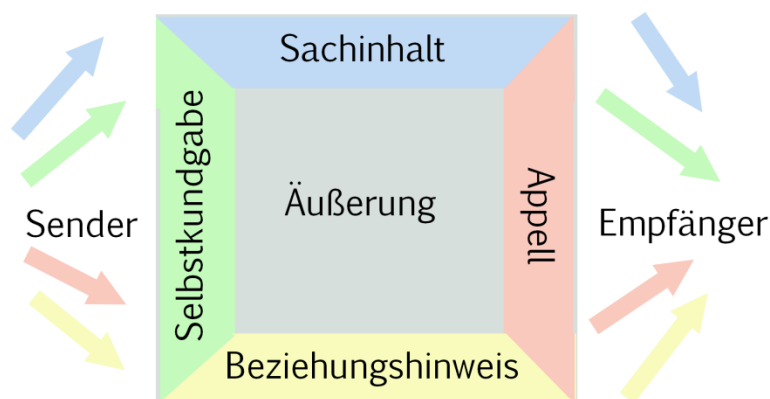 Sachinhalt
Selbstkundgabe
Äußerung
Appell
Sender
Empfänger
Beziehungshinweis